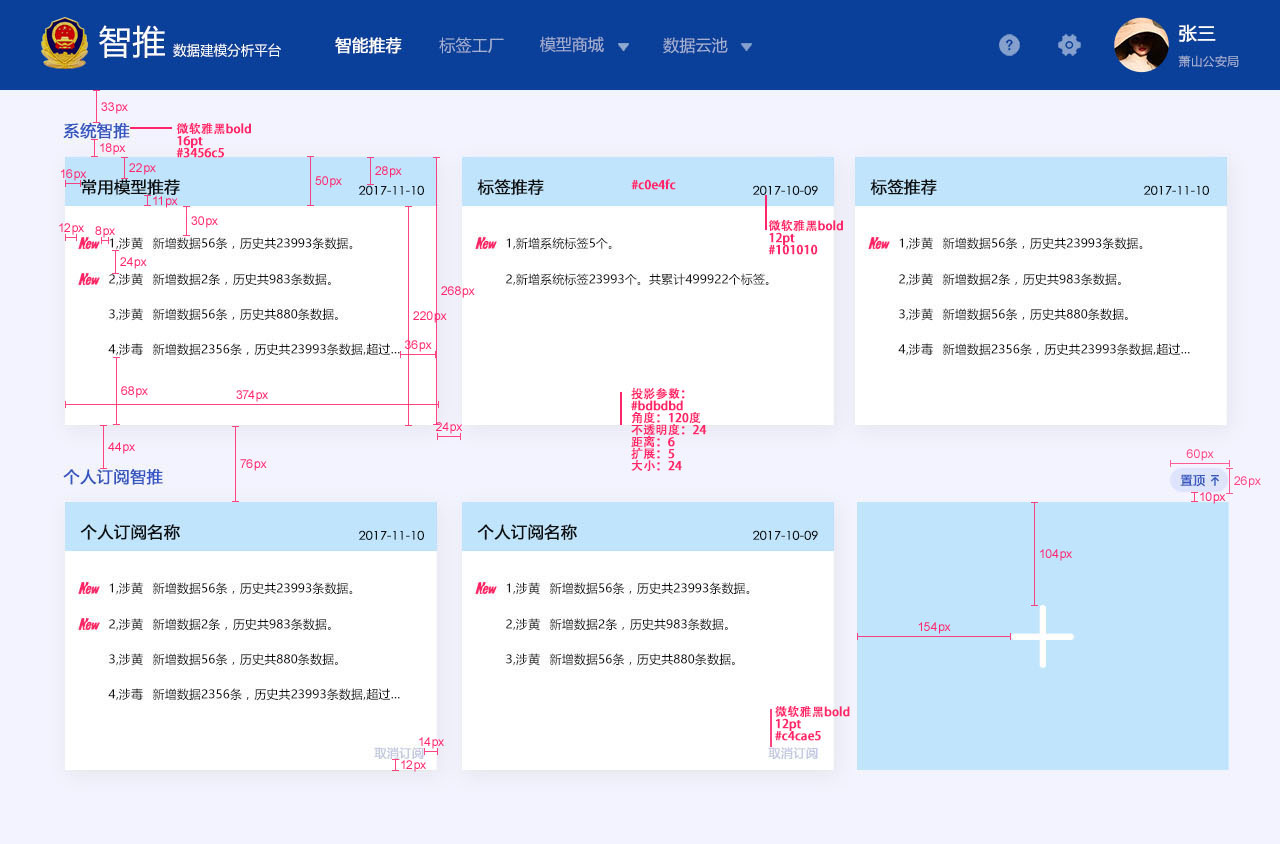 智推 数据建模分析平台 智能推荐 标签工厂 模型商城 数据云池 ? 张三
萧山公安局
33px
系统智推
微软雅黑bold
16pt
#3456c5
18px
22px
28px
16px
50px
常用模型推荐 2017-11-10
11px
标签推荐 #c0e4fc 2017-10-09
标签推荐 2017-11-10
30px
微软雅黑bold
12pt
#101010
12px
8px
New 1,涉黄 新增数据56条，历史共23993条数据。
24px
New 2,涉黄 新增数据2条，历史共983条数据。
3,涉黄 新增数据56条，历史共880条数据。
4,涉毒 新增数据2356条，历史共23993条数据,超过...
268px
220px
36px
68px
374px
New 1,新增系统标签5个。
2,新增系统标签23993个。共累计499922个标签。
New 1,涉黄 新增数据56条，历史共23993条数据。
2,涉黄 新增数据2条，历史共983条数据。
3,涉黄 新增数据56条，历史共880条数据。
4,涉毒 新增数据2356条，历史共23993条数据,超过...
投影参数：
#bdbdbd
角度：120度
不透明度：24
距离：6
扩展：5
大小：24
24px
44px
76px
60px
个人订阅智推
置顶
26px
10px
个人订阅名称 2017-11-10
个人订阅名称 2017-10-09
104px
New 1,涉黄 新增数据56条，历史共23993条数据。
New 2,涉黄 新增数据2条，历史共983条数据。
3,涉黄 新增数据56条，历史共880条数据。
4,涉毒 新增数据2356条，历史共23993条数据,超过...
New 1,涉黄 新增数据56条，历史共23993条数据。
2,涉黄 新增数据2条，历史共983条数据。
3,涉黄 新增数据56条，历史共880条数据。
154px
微软雅黑bold
12pt
#c4cae5
14px
取消订阅
12px
取消订阅